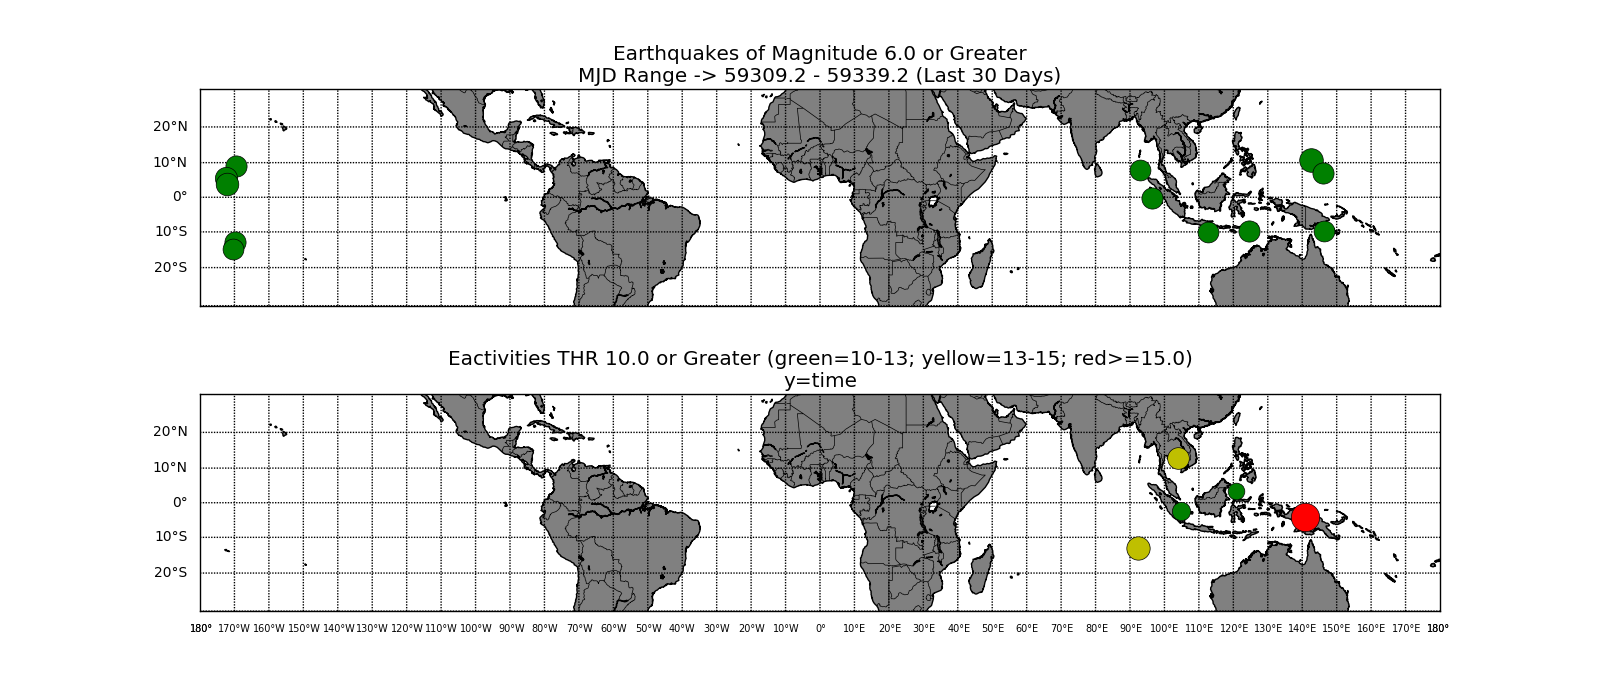 Earthquakes of Magnitude 6.0 or Greater
MJD Range -> 59309.2 - 59339.2 (Last 30 Days)
20°N
10°N
0°
10°S
20°S
Eactivities THR 10.0 or Greater (green=10-13; yellow=13-15; red>=15.0)
y=time
20°N
10°N
0°
10°S
20°S
180° 170°W 160°W 150°W 140°W 130°W 120°W 110°W 100°W 90°W 80°W 70°W 60°W 50°W 40°W 30°W 20°W 10°W 0° 10°E 20°E 30°E 40°E 50°E 60°E 70°E 80°E 90°E 100°E 110°E 120°E 130°E 140°E 150°E 160°E 170°E 180°